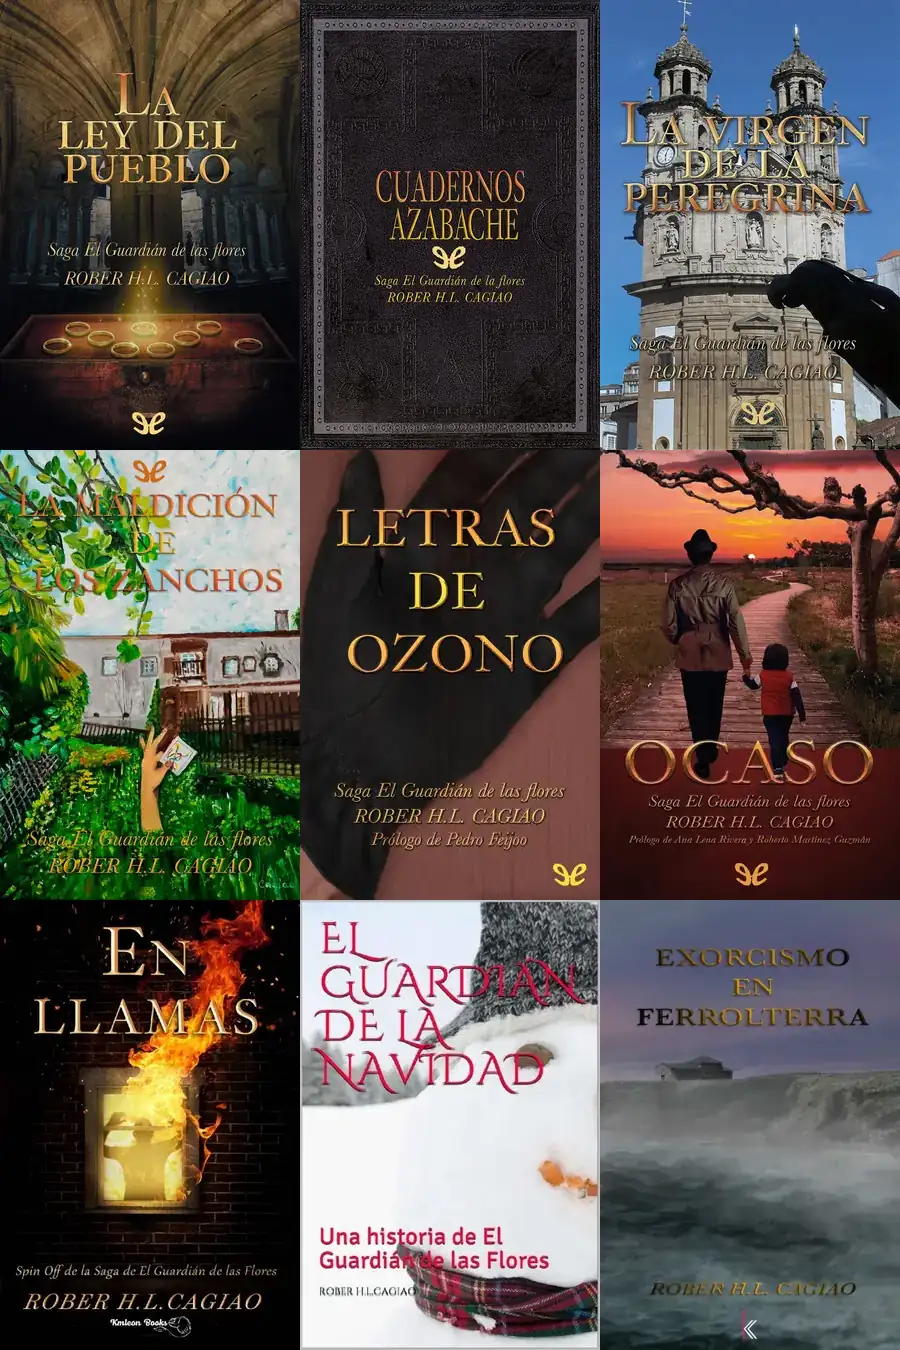 LA
LEY DEL
PUEBLO
Saga El Guardián de las flores
ROBER H.L. CAGIAO
CUADERNOS
AZABACHE
Saga El Guardián de la flores
ROBER H.L. CAGIAO
LA VIRGEN
DE LA
PEREGRINA
Saga El Guardián de las flores
ROBER H.L. CAGIAO
LA MALDICIÓN
DE
LOS ZANCHOS
Saga El Guardián de las flores
ROBER H.L. CAGIAO
LETRAS
DE
OZONO
Saga El Guardián de las flores
ROBER H.L. CAGIAO
Prólogo de Pedro Feijoo
OCASO
Saga El Guardián de las flores
ROBER H.L. CAGIAO
Prólogo de Ana Lena Rivera y Roberto Martínez Guzmán
EN
LLAMAS
Spin Off de la Saga de El Guardián de las Flores
ROBER H.L.CAGIAO
Kmleon Books
EL
GUARDIÁN
DE LA
NAVIDAD
Una historia de El
Guardián de las Flores
ROBER H.L.CAGIAO
EXORCISMO
EN
FERROLTERRA
ROBER H.L. CAGIAO